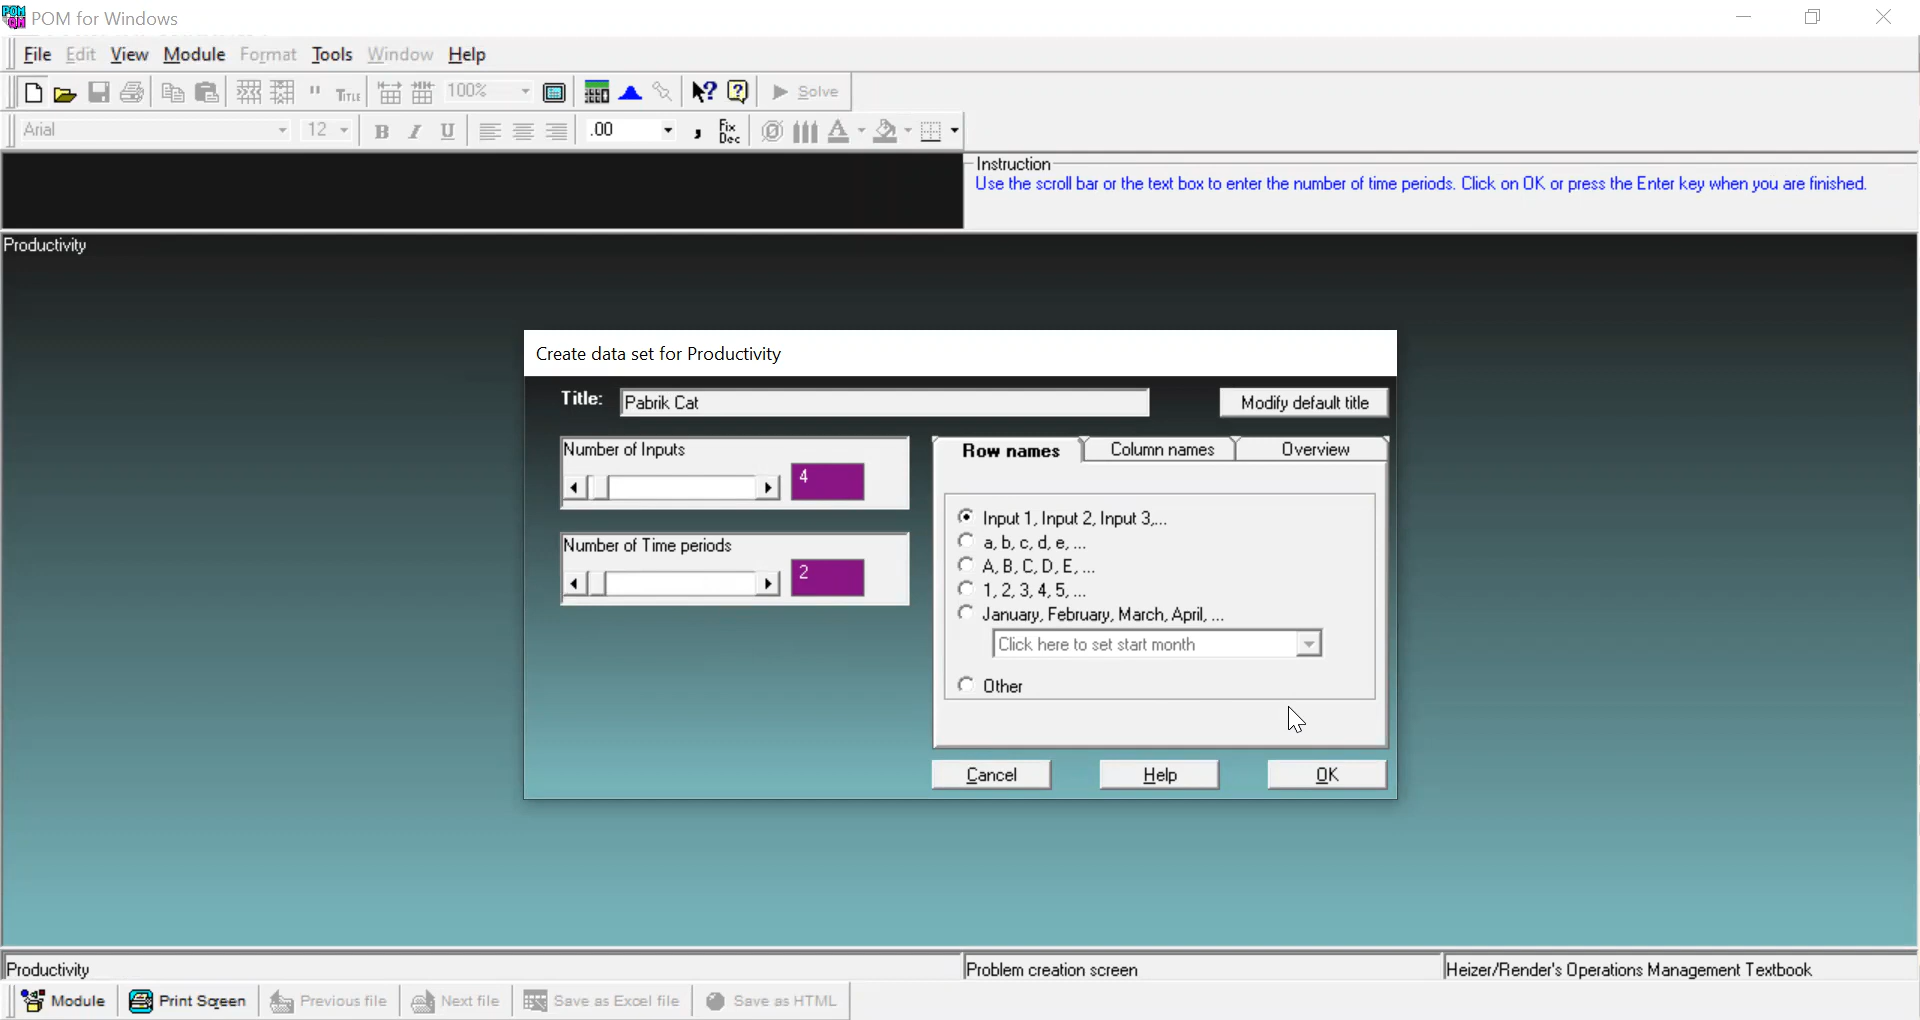 POM for Windows
File Edit View Module Format Tools Window Help
" TITLE 100% Solve
Arial 12 B I U .00 , Fix Dec A
Instruction
Use the scroll bar or the text box to enter the number of time periods. Click on OK or press the Enter key when you are finished.
Productivity
Create data set for Productivity
Title: Pabrik Cat Modify default title
Number of Inputs
4
Number of Time periods
2
Row names Column names Overview
Input 1, Input 2, Input 3,...
a, b, c, d, e, ...
A, B, C, D, E, ...
1, 2, 3, 4, 5, ...
January, February, March, April, ...
Click here to set start month
Other
Cancel Help OK
Productivity Problem creation screen Heizer/Render's Operations Management Textbook
Module Print Screen Previous file Next file Save as Excel file Save as HTML